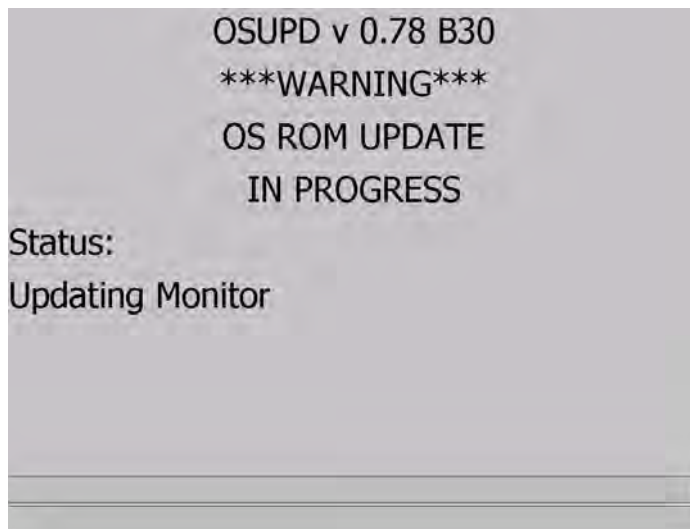 OSUPD v 0.78 B30
***WARNING***
OS ROM UPDATE
IN PROGRESS
Status:
Updating Monitor